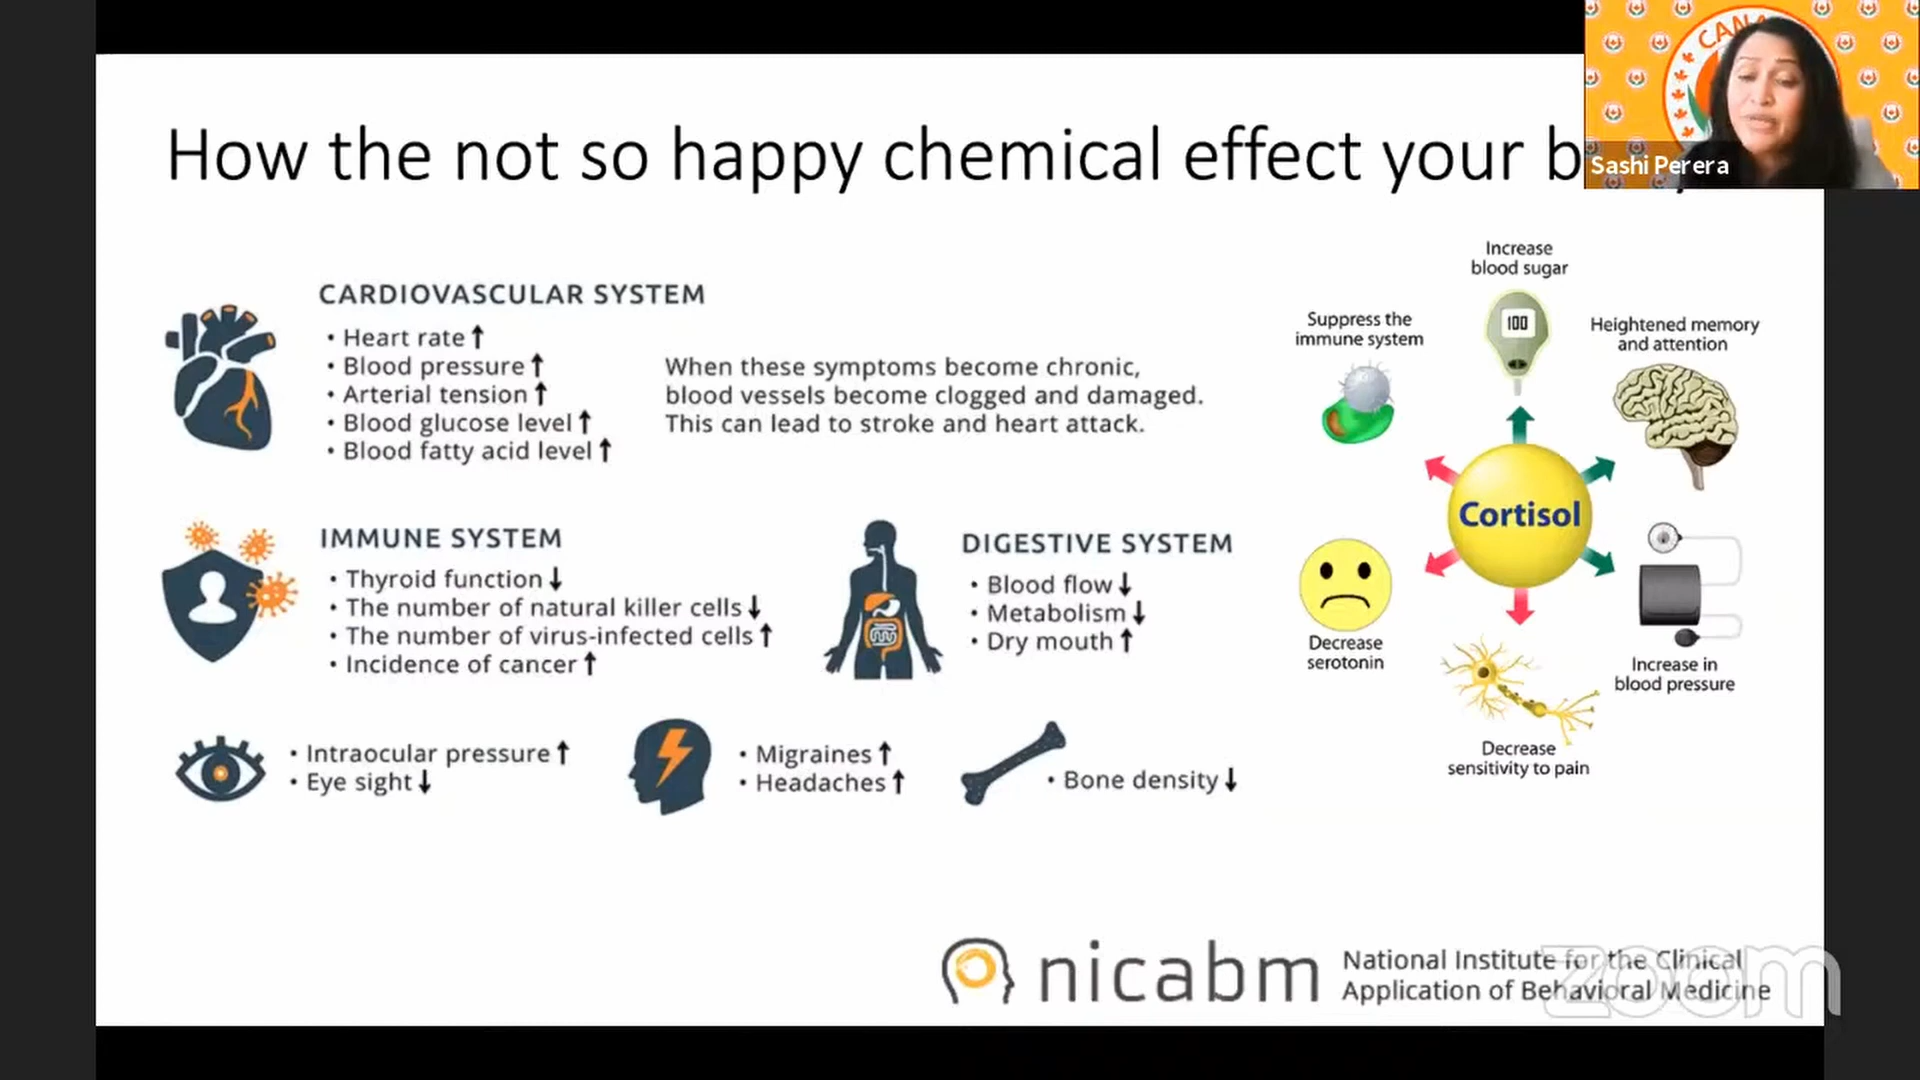 How the not so happy chemical effect your b
CANA
Sashi Perera
CARDIOVASCULAR SYSTEM
• Heart rate ↑
• Blood pressure ↑
• Arterial tension ↑
• Blood glucose level ↑
• Blood fatty acid level ↑
When these symptoms become chronic,
blood vessels become clogged and damaged.
This can lead to stroke and heart attack.
IMMUNE SYSTEM
• Thyroid function ↓
• The number of natural killer cells ↓
• The number of virus-infected cells ↑
• Incidence of cancer ↑
DIGESTIVE SYSTEM
• Blood flow ↓
• Metabolism ↓
• Dry mouth ↑
• Intraocular pressure ↑
• Eye sight ↓
• Migraines ↑
• Headaches ↑
• Bone density ↓
Increase
blood sugar
100
Suppress the
immune system
Heightened memory
and attention
Cortisol
Decrease
serotonin
Increase in
blood pressure
Decrease
sensitivity to pain
nicabm
National Institute for the Clinical
Application of Behavioral Medicine
zoom